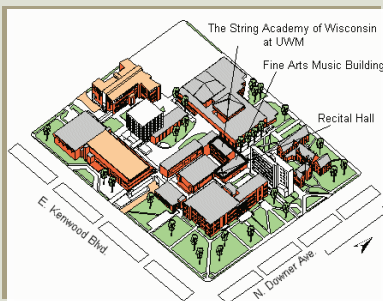 The String Academy of Wisconsin
at UWM
Fine Arts Music Building
Recital Hall
E. Kenwood Blvd.
N. Downer Ave.